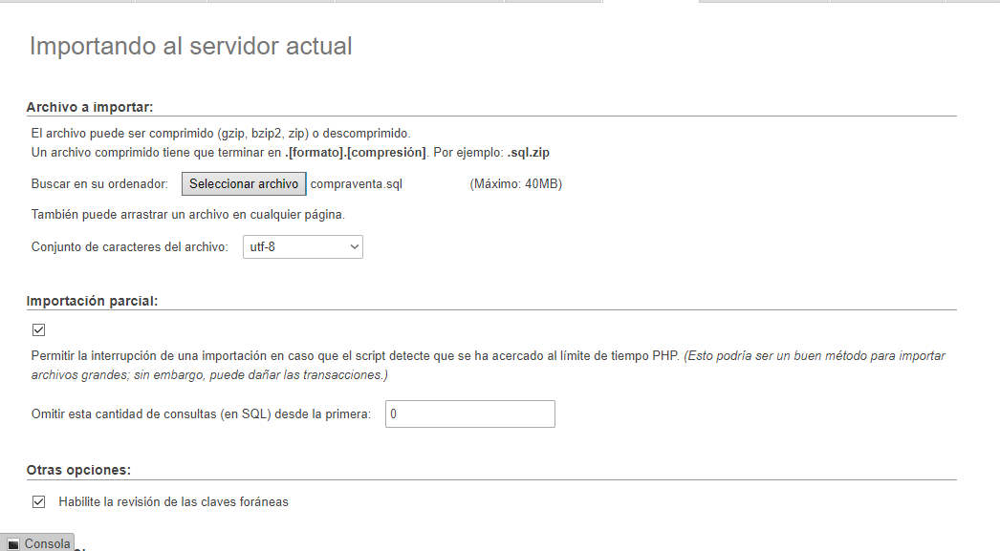 Importando al servidor actual
Archivo a importar:
El archivo puede ser comprimido (gzip, bzip2, zip) o descomprimido.
Un archivo comprimido tiene que terminar en .[formato].[compresión]. Por ejemplo: .sql.zip
Buscar en su ordenador: Seleccionar archivo compraventa.sql (Máximo: 40MB)
También puede arrastrar un archivo en cualquier página.
Conjunto de caracteres del archivo: utf-8
Importación parcial:
Permitir la interrupción de una importación en caso que el script detecte que se ha acercado al límite de tiempo PHP. (Esto podría ser un buen método para importar
archivos grandes; sin embargo, puede dañar las transacciones.)
Omitir esta cantidad de consultas (en SQL) desde la primera: 0
Otras opciones:
Habilite la revisión de las claves foráneas
Consola